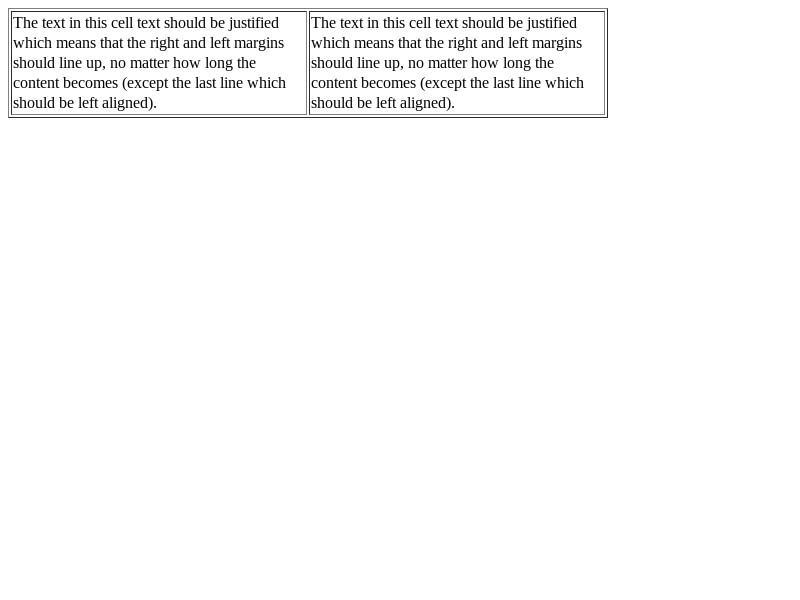 The text in this cell text should be justified
which means that the right and left margins
should line up, no matter how long the
content becomes (except the last line which
should be left aligned).
The text in this cell text should be justified
which means that the right and left margins
should line up, no matter how long the
content becomes (except the last line which
should be left aligned).